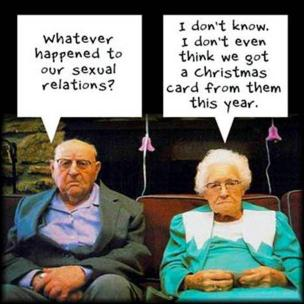 Whatever
happened to
our sexual
relations?
I don't know.
I don't even
think we got
a Christmas
card from them
this year.